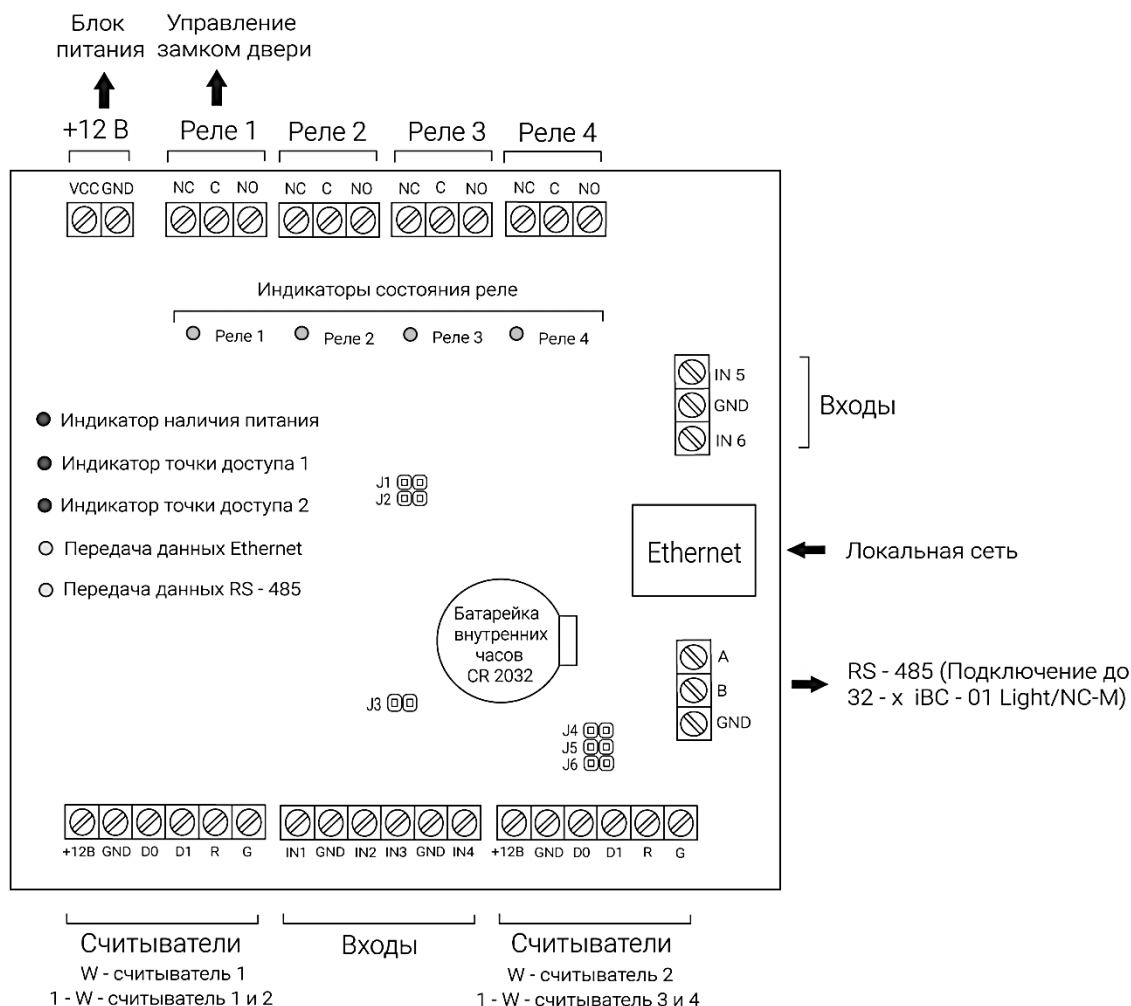 Блок питания
Управление замком двери
+12 В
Реле 1
Реле 2
Реле 3
Реле 4
VCC GND
NC C NO
NC C NO
NC C NO
NC C NO
Индикаторы состояния реле
Реле 1
Реле 2
Реле 3
Реле 4
IN 5
GND
IN 6
Входы
Индикатор наличия питания
Индикатор точки доступа 1
Индикатор точки доступа 2
Передача данных Ethernet
Передача данных RS - 485
J1
J2
Ethernet
Локальная сеть
Батарейка
внутренних
часов
CR 2032
A
B
GND
RS - 485 (Подключение до
32 - х iBC - 01 Light/NC-M)
J3
J4
J5
J6
+12В GND D0 D1 R G
IN1 GND IN2 IN3 GND IN4
+12В GND D0 D1 R G
Считыватели
W - считыватель 1
1 - W - считыватель 1 и 2
Входы
Считыватели
W - считыватель 2
1 - W - считыватель 3 и 4